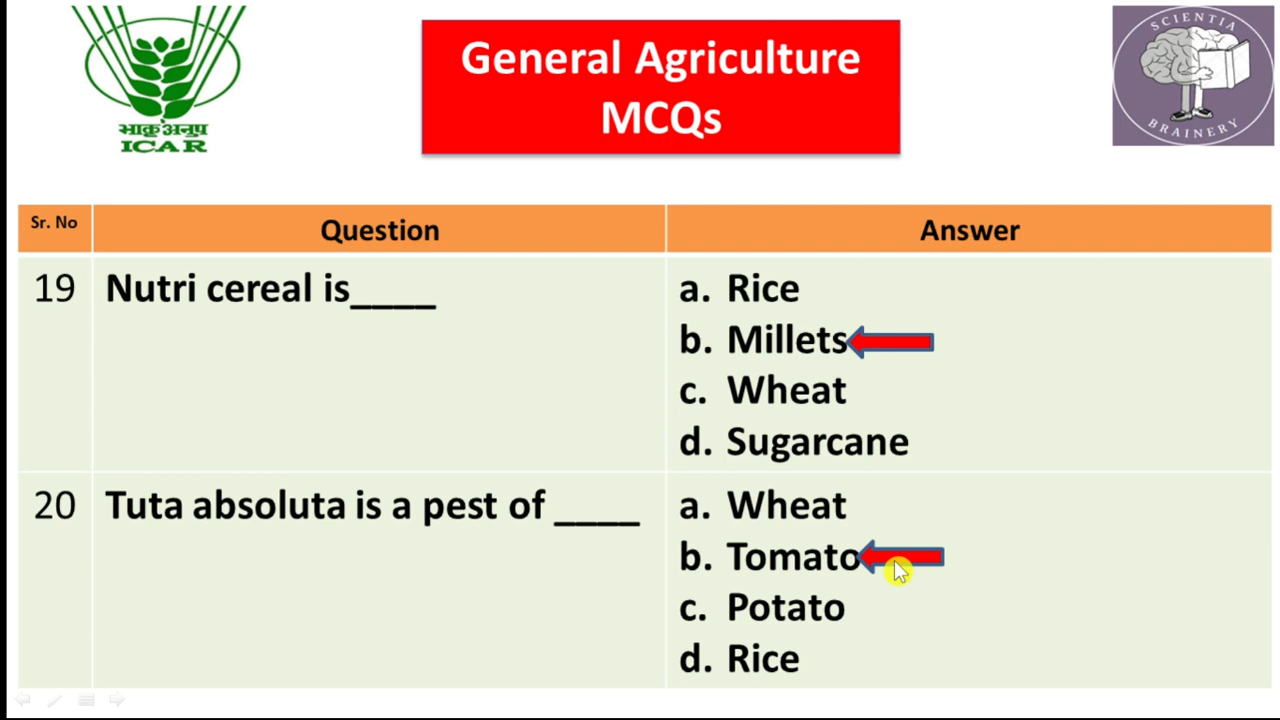 भाकृअनुप
ICAR
General Agriculture
MCQs
SCIENTIA
BRAINERY
Sr. No
Question
Answer
19
Nutri cereal is____
a. Rice
b. Millets
c. Wheat
d. Sugarcane
20
Tuta absoluta is a pest of ____
a. Wheat
b. Tomato
c. Potato
d. Rice